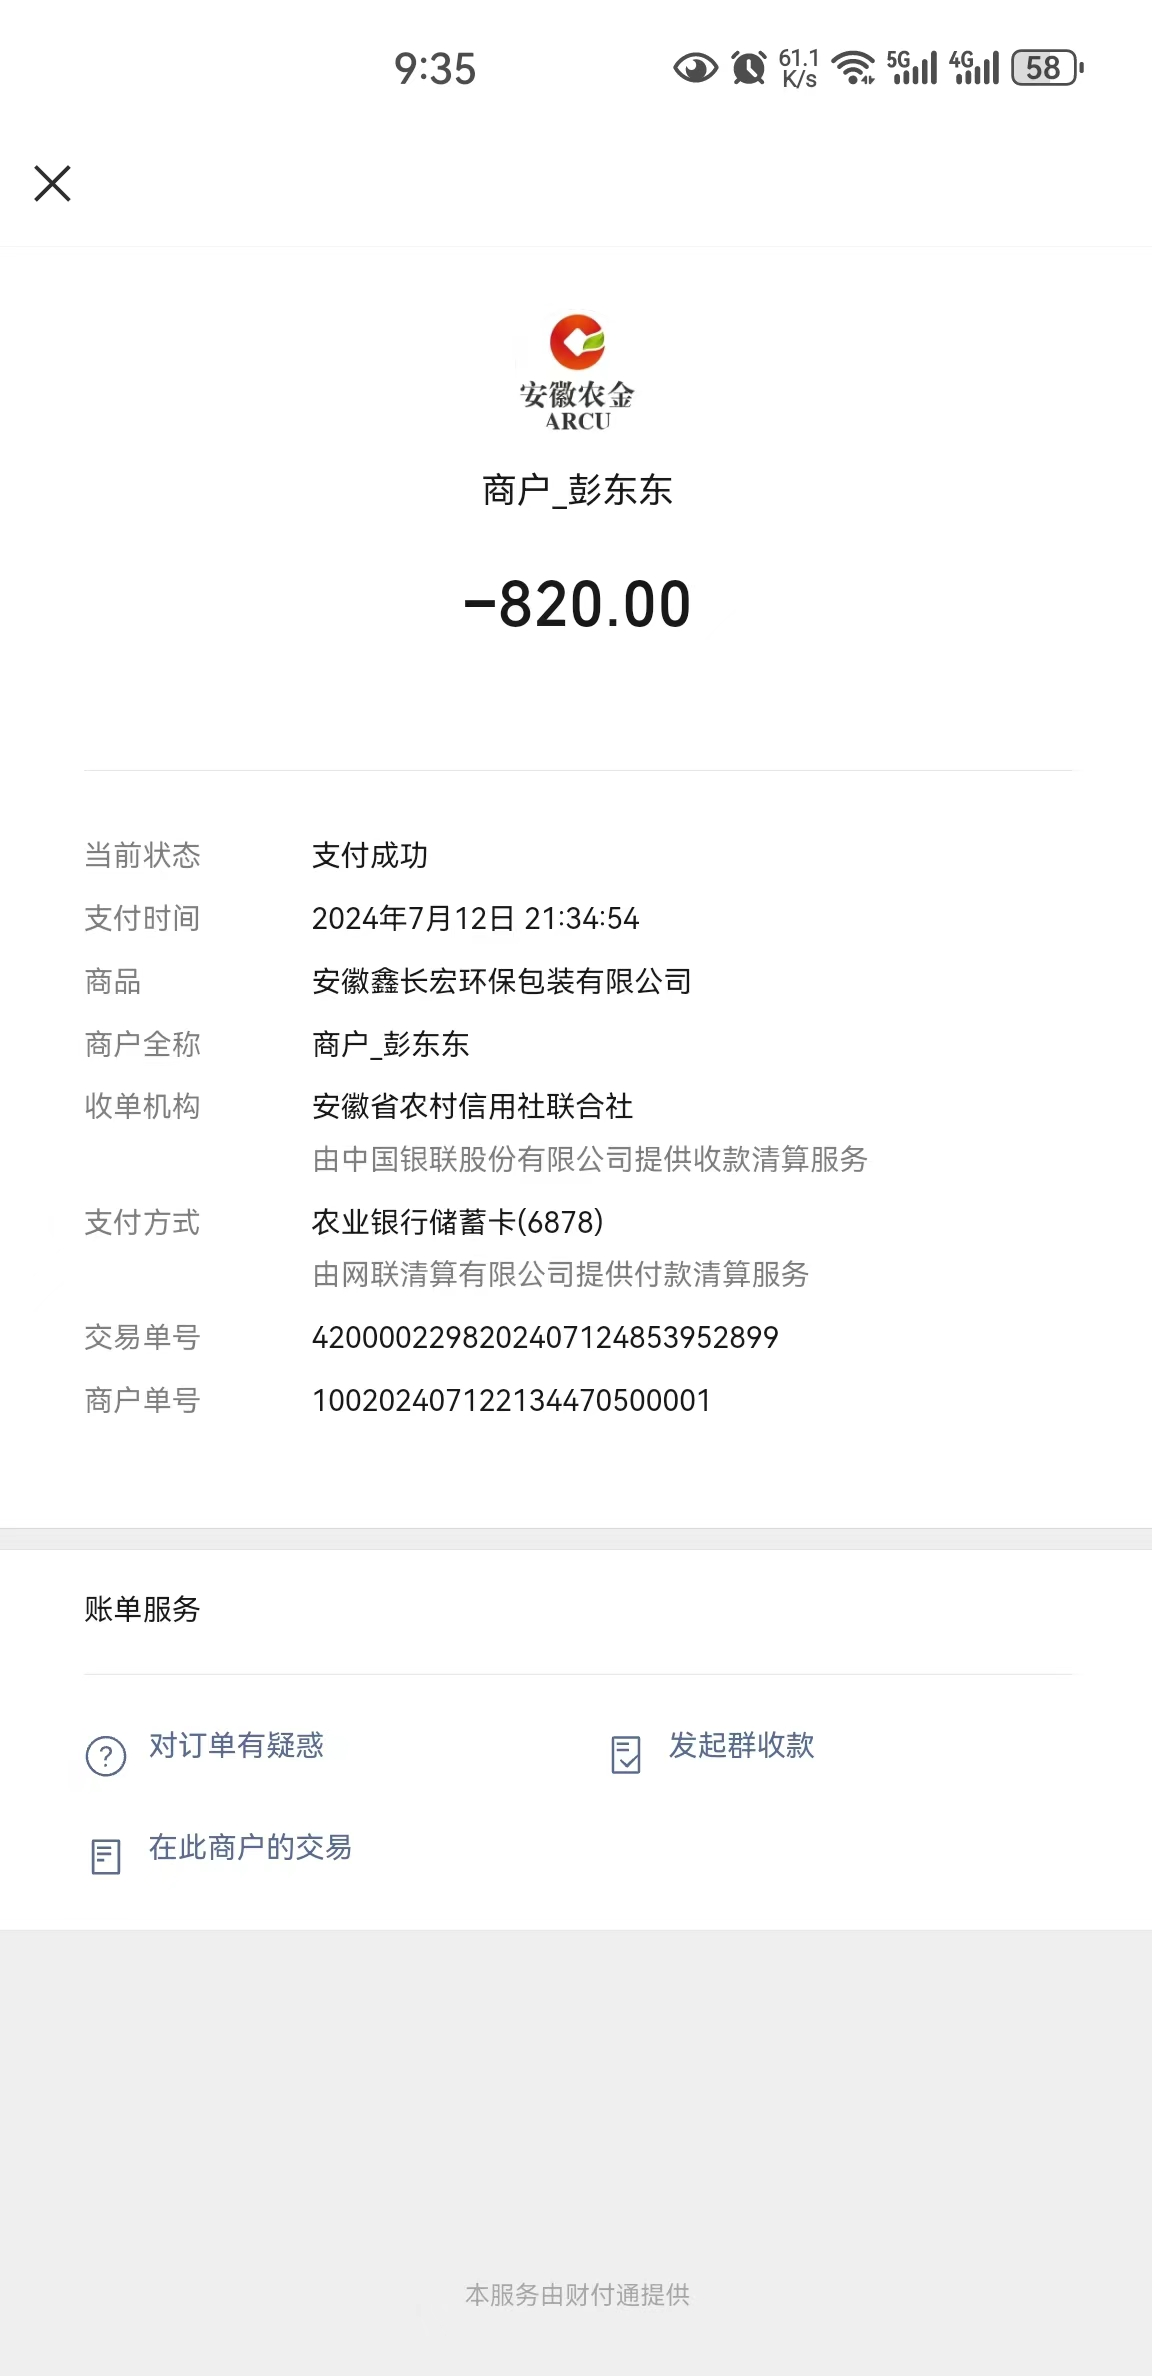 9:35
61.1 K/s
5G
4G
58
安徽农金
ARCU
商户_彭东东
-820.00
当前状态 支付成功
支付时间 2024年7月12日 21:34:54
商品 安徽鑫长宏环保包装有限公司
商户全称 商户_彭东东
收单机构 安徽省农村信用社联合社
由中国银联股份有限公司提供收款清算服务
支付方式 农业银行储蓄卡(6878)
由网联清算有限公司提供付款清算服务
交易单号 4200002298202407124853952899
商户单号 100202407122134470500001
账单服务
对订单有疑惑 发起群收款
在此商户的交易
本服务由财付通提供